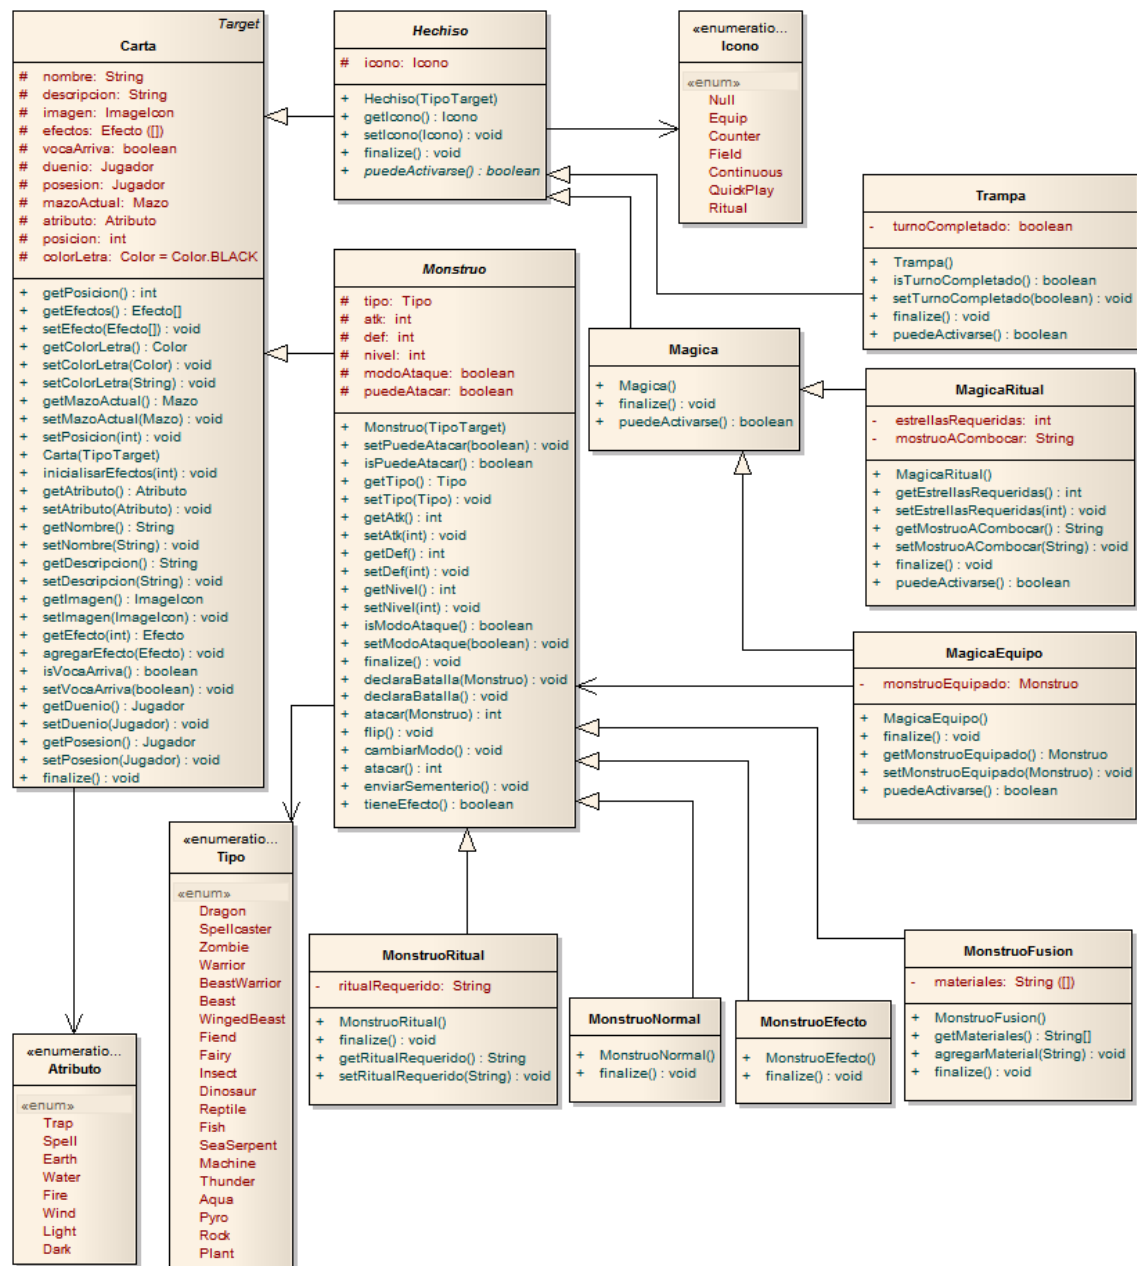 Target
Carta
# nombre: String
# descripcion: String
# imagen: ImageIcon
# efectos: Efecto ([])
# vocaArriva: boolean
# duenio: Jugador
# posesion: Jugador
# mazoActual: Mazo
# atributo: Atributo
# posicion: int
# colorLetra: Color = Color.BLACK
+ getPosicion() : int
+ getEfectos() : Efecto[]
+ setEfecto(Efecto[]) : void
+ getColorLetra() : Color
+ setColorLetra(Color) : void
+ setColorLetra(String) : void
+ getMazoActual() : Mazo
+ setMazoActual(Mazo) : void
+ setPosicion(int) : void
+ Carta(TipoTarget)
+ inicialisarEfectos(int) : void
+ getAtributo() : Atributo
+ setAtributo(Atributo) : void
+ getNombre() : String
+ setNombre(String) : void
+ getDescripcion() : String
+ setDescripcion(String) : void
+ getImagen() : ImageIcon
+ setImagen(ImageIcon) : void
+ getEfecto(int) : Efecto
+ agregarEfecto(Efecto) : void
+ isVocaArriva() : boolean
+ setVocaArriva(boolean) : void
+ getDuenio() : Jugador
+ setDuenio(Jugador) : void
+ getPosesion() : Jugador
+ setPosesion(Jugador) : void
+ finalize() : void
Hechiso
# icono: Icono
+ Hechiso(TipoTarget)
+ getIcono() : Icono
+ setIcono(Icono) : void
+ finalize() : void
+ puedeActivarse() : boolean
«enumeratio...
Icono
«enum»
Null
Equip
Counter
Field
Continuous
QuickPlay
Ritual
Trampa
- turnoCompletado: boolean
+ Trampa()
+ isTurnoCompletado() : boolean
+ setTurnoCompletado(boolean) : void
+ finalize() : void
+ puedeActivarse() : boolean
Monstruo
# tipo: Tipo
# atk: int
# def: int
# nivel: int
# modoAtaque: boolean
# puedeAtacar: boolean
+ Monstruo(TipoTarget)
+ setPuedeAtacar(boolean) : void
+ isPuedeAtacar() : boolean
+ getTipo() : Tipo
+ setTipo(Tipo) : void
+ getAtk() : int
+ setAtk(int) : void
+ getDef() : int
+ setDef(int) : void
+ getNivel() : int
+ setNivel(int) : void
+ isModoAtaque() : boolean
+ setModoAtaque(boolean) : void
+ finalize() : void
+ declaraBatalla(Monstruo) : void
+ declaraBatalla() : void
+ atacar(Monstruo) : int
+ flip() : void
+ cambiarModo() : void
+ atacar() : int
+ enviarSementerio() : void
+ tieneEfecto() : boolean
Magica
+ Magica()
+ finalize() : void
+ puedeActivarse() : boolean
MagicaRitual
- estrellasRequeridas: int
- mostruoACombocar: String
+ MagicaRitual()
+ getEstrellasRequeridas() : int
+ setEstrellasRequeridas(int) : void
+ getMostruoACombocar() : String
+ setMostruoACombocar(String) : void
+ finalize() : void
+ puedeActivarse() : boolean
MagicaEquipo
- monstruoEquipado: Monstruo
+ MagicaEquipo()
+ finalize() : void
+ getMonstruoEquipado() : Monstruo
+ setMonstruoEquipado(Monstruo) : void
+ puedeActivarse() : boolean
«enumeratio...
Tipo
«enum»
Dragon
Spellcaster
Zombie
Warrior
BeastWarrior
Beast
WingedBeast
Fiend
Fairy
Insect
Dinosaur
Reptile
Fish
SeaSerpent
Machine
Thunder
Aqua
Pyro
Rock
Plant
MonstruoRitual
- ritualRequerido: String
+ MonstruoRitual()
+ finalize() : void
+ getRitualRequerido() : String
+ setRitualRequerido(String) : void
MonstruoNormal
+ MonstruoNormal()
+ finalize() : void
MonstruoEfecto
+ MonstruoEfecto()
+ finalize() : void
MonstruoFusion
- materiales: String ([])
+ MonstruoFusion()
+ getMateriales() : String[]
+ agregarMaterial(String) : void
+ finalize() : void
«enumeratio...
Atributo
«enum»
Trap
Spell
Earth
Water
Fire
Wind
Light
Dark